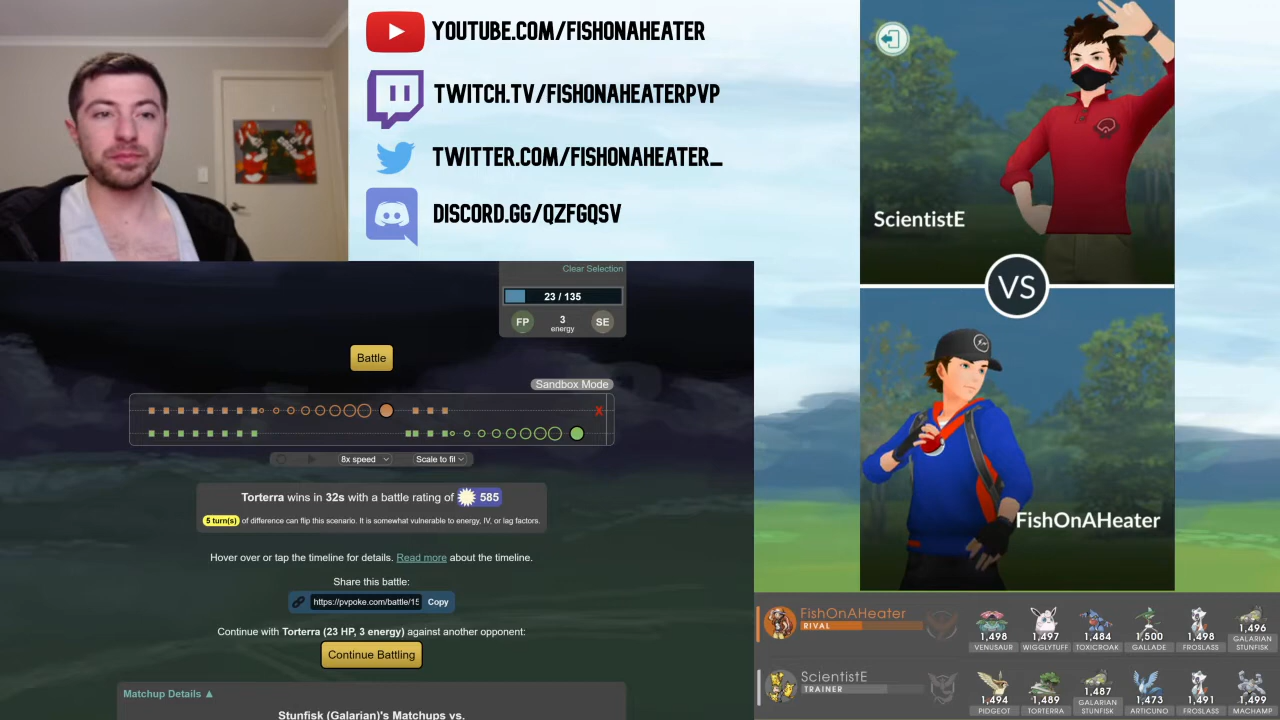 YOUTUBE.COM/FISHONAHEATER
TWITCH.TV/FISHONAHEATERPVP
TWITTER.COM/FISHONAHEATER_
DISCORD.GG/QZFGQSV
ScientistE
VS
FishOnAHeater
Clear Selection
23 / 135
FP
3
energy
SE
Battle
Sandbox Mode
X
8x speed
Scale to fit
Torterra wins in 32s with a battle rating of 585
5 turn(s) of difference can flip this scenario. It is somewhat vulnerable to energy, IV, or lag factors.
Hover over or tap the timeline for details. Read more about the timeline.
Share this battle:
https://pvpoke.com/battle/15
Copy
Continue with Torterra (23 HP, 3 energy) against another opponent:
Continue Battling
Matchup Details ▲
Stunfisk (Galarian)'s Matchups vs.
FishOnAHeater
RIVAL
1,498
VENUSAUR
1,497
WIGGLYTUFF
1,484
TOXICROAK
1,500
GALLADE
1,498
FROSLASS
1,496
GALARIAN
STUNFISK
ScientistE
TRAINER
1,494
PIDGEOT
1,489
TORTERRA
1,487
GALARIAN
STUNFISK
1,473
ARTICUNO
1,491
FROSLASS
1,499
MACHAMP